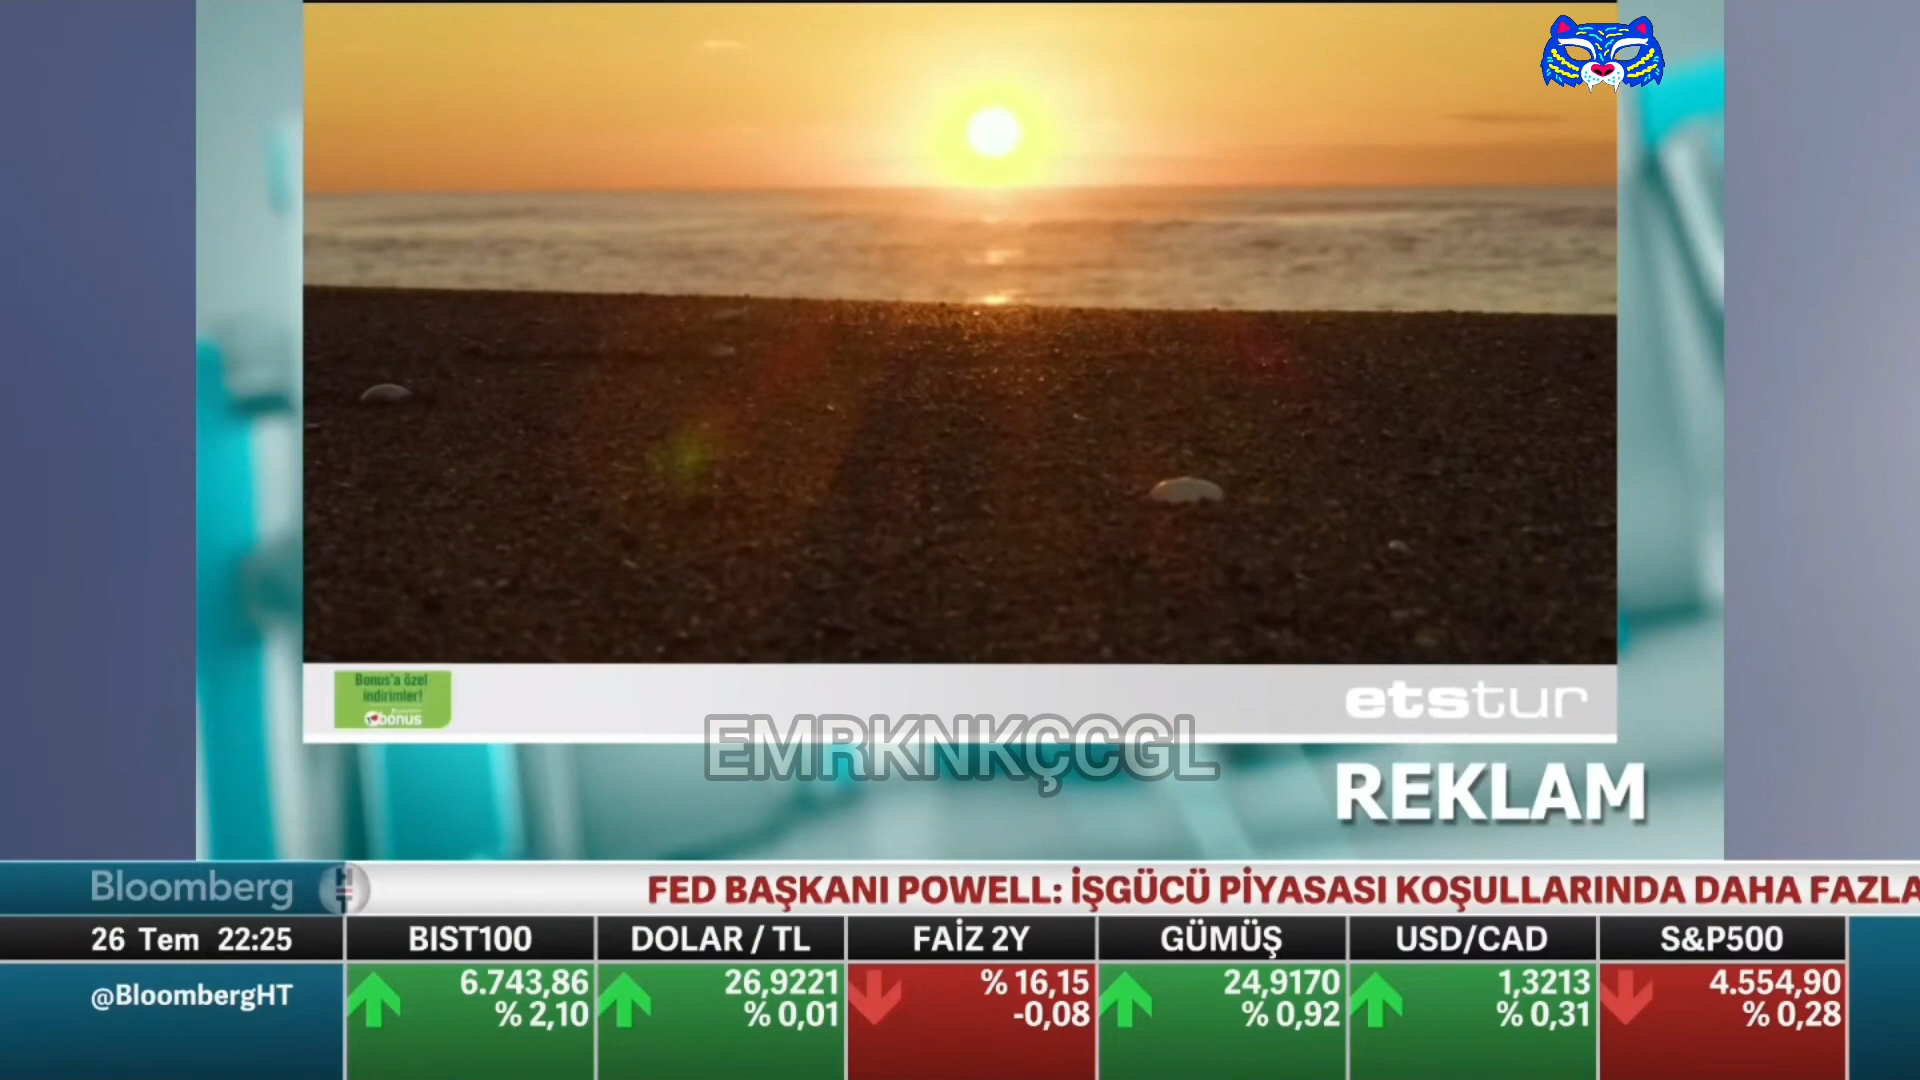 Bonus'a özel
indirimler!
bonus
etstur
EMRKNKÇCGL
REKLAM
Bloomberg HT
FED BAŞKANI POWELL: İŞGÜCÜ PİYASASI KOŞULLARINDA DAHA FAZLA
26 Tem 22:25
BIST100
DOLAR / TL
FAİZ 2Y
GÜMÜŞ
USD/CAD
S&P500
@BloombergHT
6.743,86
% 2,10
26,9221
% 0,01
% 16,15
-0,08
24,9170
% 0,92
1,3213
% 0,31
4.554,90
% 0,28